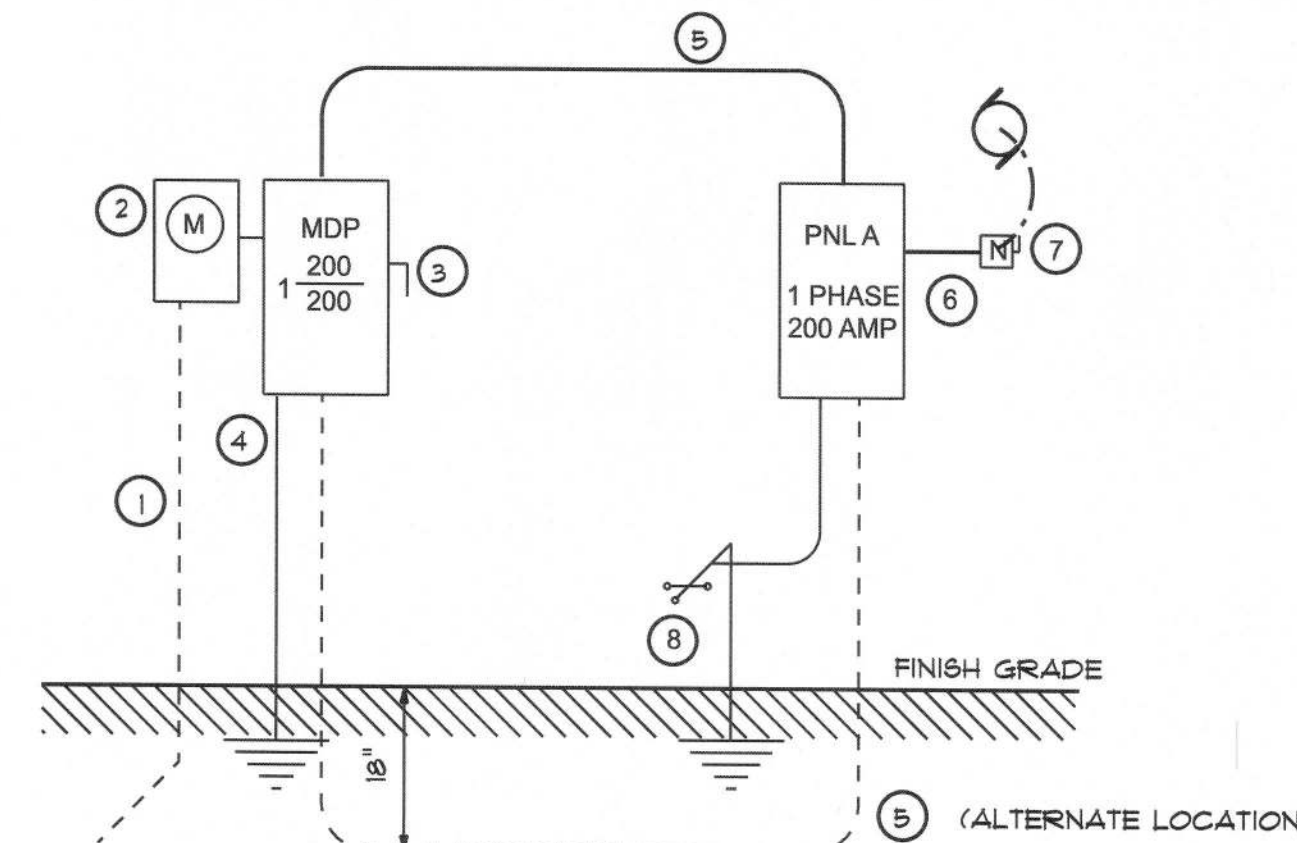 5
2
M
MDP
1 200/200
3
PNL A
1 PHASE
200 AMP
N
7
6
4
1
8
FINISH GRADE
18"
5 (ALTERNATE LOCATION